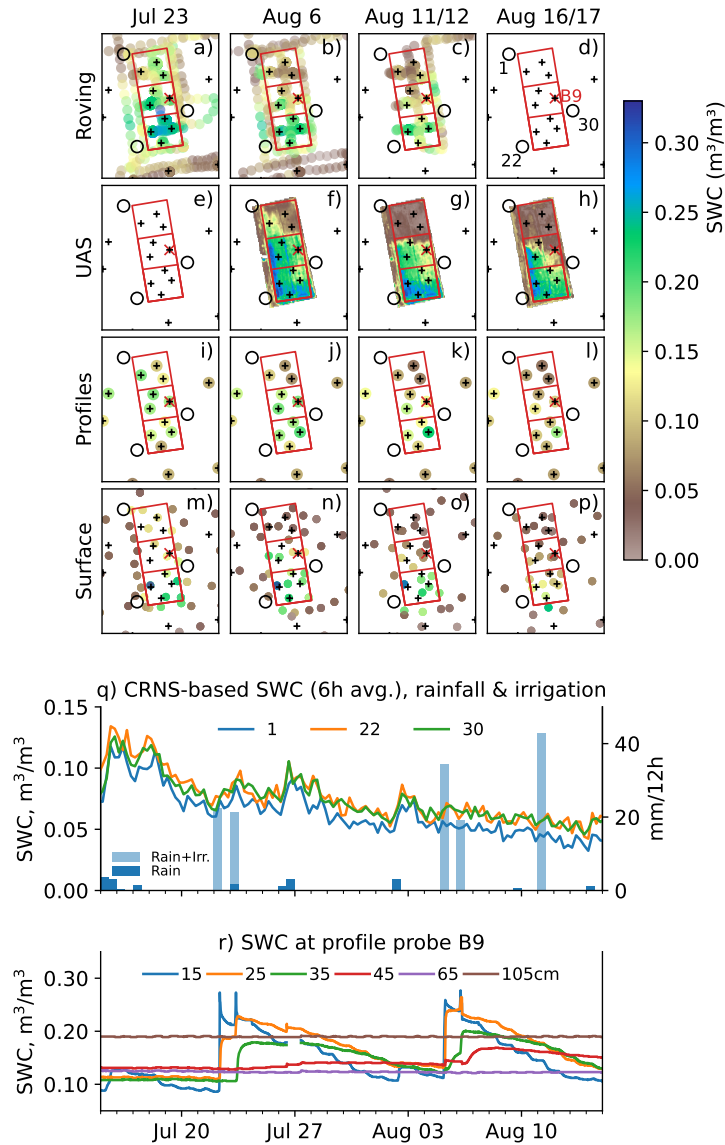 Jul 23 Aug 6 Aug 11/12 Aug 16/17
Roving
a) b) c) d)
1
B9
30
22
UAS
e) f) g) h)
Profiles
i) j) k) l)
Surface
m) n) o) p)
0.30
0.25
0.20
0.15
0.10
0.05
0.00
SWC (m³/m³)
q) CRNS-based SWC (6h avg.), rainfall & irrigation
0.15
0.10
0.05
0.00
SWC, m³/m³
1 22 30
Rain+Irr.
Rain
40
20
0
mm/12h
r) SWC at profile probe B9
15 25 35 45 65 105cm
0.30
0.20
0.10
SWC, m³/m³
Jul 20 Jul 27 Aug 03 Aug 10